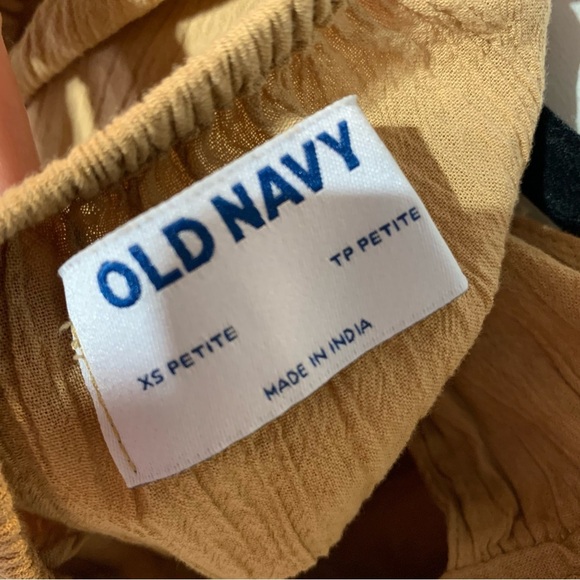 OLD NAVY
XS PETITE TP PETITE
MADE IN INDIA